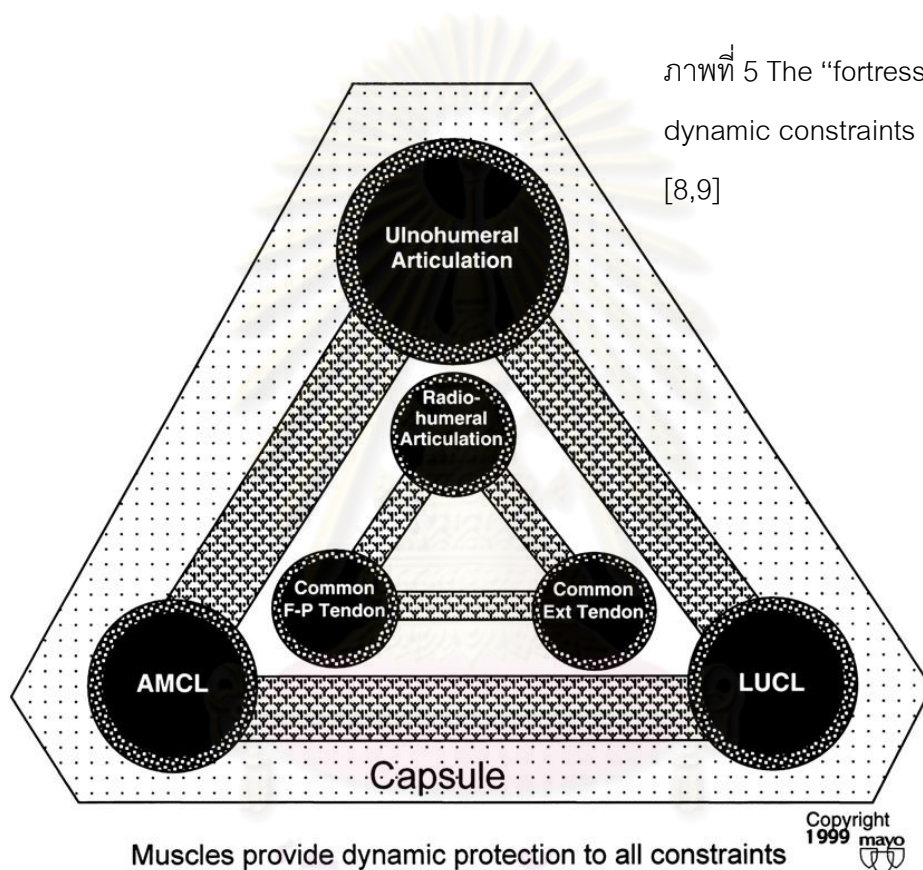 ภาพที่ 5 The “fortress
dynamic constraints
[8,9]
Ulnohumeral
Articulation
Radio-
humeral
Articulation
Common
F-P Tendon
Common
Ext Tendon
AMCL
LUCL
Capsule
Muscles provide dynamic protection to all constraints
Copyright
1999 mayo